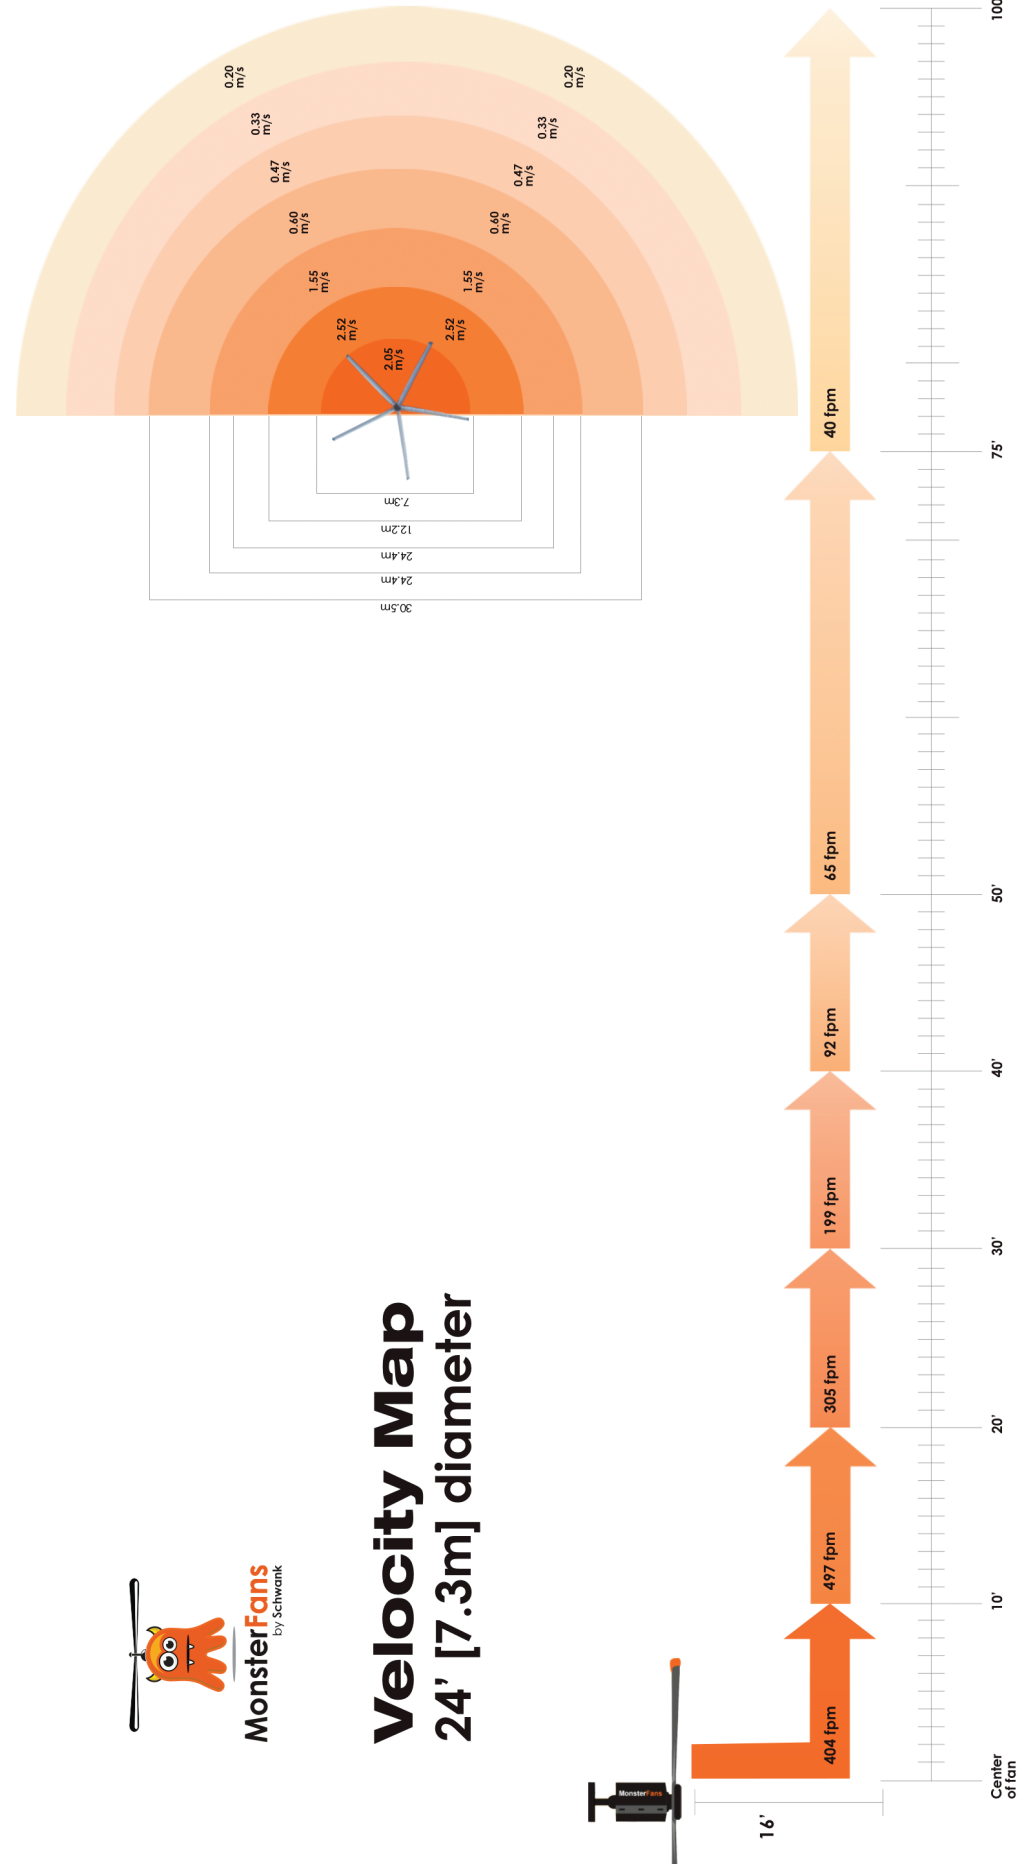 MonsterFans
by Schwank
Velocity Map
24' [7.3m] diameter
0.20
m/s
0.33
m/s
0.47
m/s
0.60
m/s
1.55
m/s
2.52
m/s
2.05
m/s
2.52
m/s
1.55
m/s
0.60
m/s
0.47
m/s
0.33
m/s
0.20
m/s
7.3m
12.2m
24.4m
24.4m
30.5m
MonsterFans
16'
404 fpm
497 fpm
305 fpm
199 fpm
92 fpm
65 fpm
40 fpm
Center
of fan
10'
20'
30'
40'
50'
75'
100